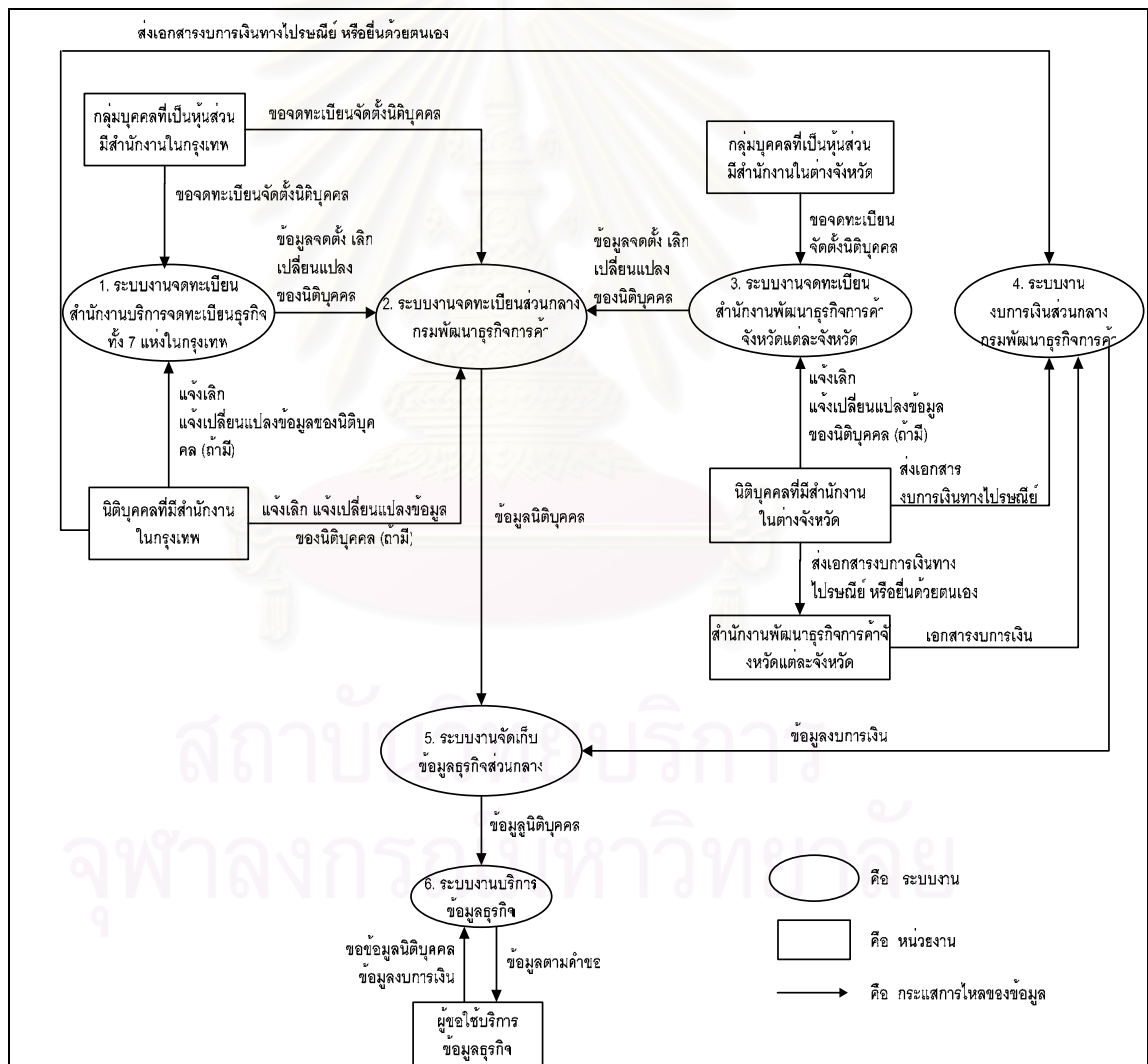 ส่งเอกสารงบการเงินทางไปรษณีย์ หรือยื่นด้วยตนเอง
กลุ่มบุคคลที่เป็นหุ้นส่วน
มีสำนักงานในกรุงเทพ
ขอจดทะเบียนจัดตั้งนิติบุคคล
ขอจดทะเบียนจัดตั้งนิติบุคคล
กลุ่มบุคคลที่เป็นหุ้นส่วน
มีสำนักงานในต่างจังหวัด
ขอจดทะเบียน
จัดตั้งนิติบุคคล
ข้อมูลจดตั้ง เลิก
เปลี่ยนแปลง
ของนิติบุคคล
ข้อมูลจดตั้ง เลิก
เปลี่ยนแปลง
ของนิติบุคคล
1. ระบบงานจดทะเบียน
สำนักงานบริการจดทะเบียนธุรกิจ
ทั้ง 7 แห่งในกรุงเทพ
2. ระบบงานจดทะเบียนส่วนกลาง
กรมพัฒนาธุรกิจการค้า
3. ระบบงานจดทะเบียน
สำนักงานพัฒนาธุรกิจการค้า
จังหวัดแต่ละจังหวัด
4. ระบบงาน
งบการเงินส่วนกลาง
กรมพัฒนาธุรกิจการค้า
แจ้งเลิก
แจ้งเปลี่ยนแปลงข้อมูลของนิติบุค
คล (ถ้ามี)
แจ้งเลิก
แจ้งเปลี่ยนแปลงข้อมูล
ของนิติบุคคล (ถ้ามี)
นิติบุคคลที่มีสำนักงาน
ในกรุงเทพ
แจ้งเลิก แจ้งเปลี่ยนแปลงข้อมูล
ของนิติบุคคล (ถ้ามี)
ข้อมูลนิติบุคคล
นิติบุคคลที่มีสำนักงาน
ในต่างจังหวัด
ส่งเอกสาร
งบการเงินทางไปรษณีย์
ส่งเอกสารงบการเงินทาง
ไปรษณีย์ หรือยื่นด้วยตนเอง
สำนักงานพัฒนาธุรกิจการค้าจั
งหวัดแต่ละจังหวัด
เอกสารงบการเงิน
5. ระบบงานจัดเก็บ
ข้อมูลธุรกิจส่วนกลาง
ข้อมูลงบการเงิน
สถาบันวิทยบริการ
จุฬาลงกรณ์มหาวิทยาลัย
ข้อมูลนิติบุคคล
6. ระบบงานบริการ
ข้อมูลธุรกิจ
ขอข้อมูลนิติบุคคล
ข้อมูลงบการเงิน
ข้อมูลตามคำขอ
ผู้ขอใช้บริการ
ข้อมูลธุรกิจ
คือ ระบบงาน
คือ หน่วยงาน
คือ กระแสการไหลของข้อมูล